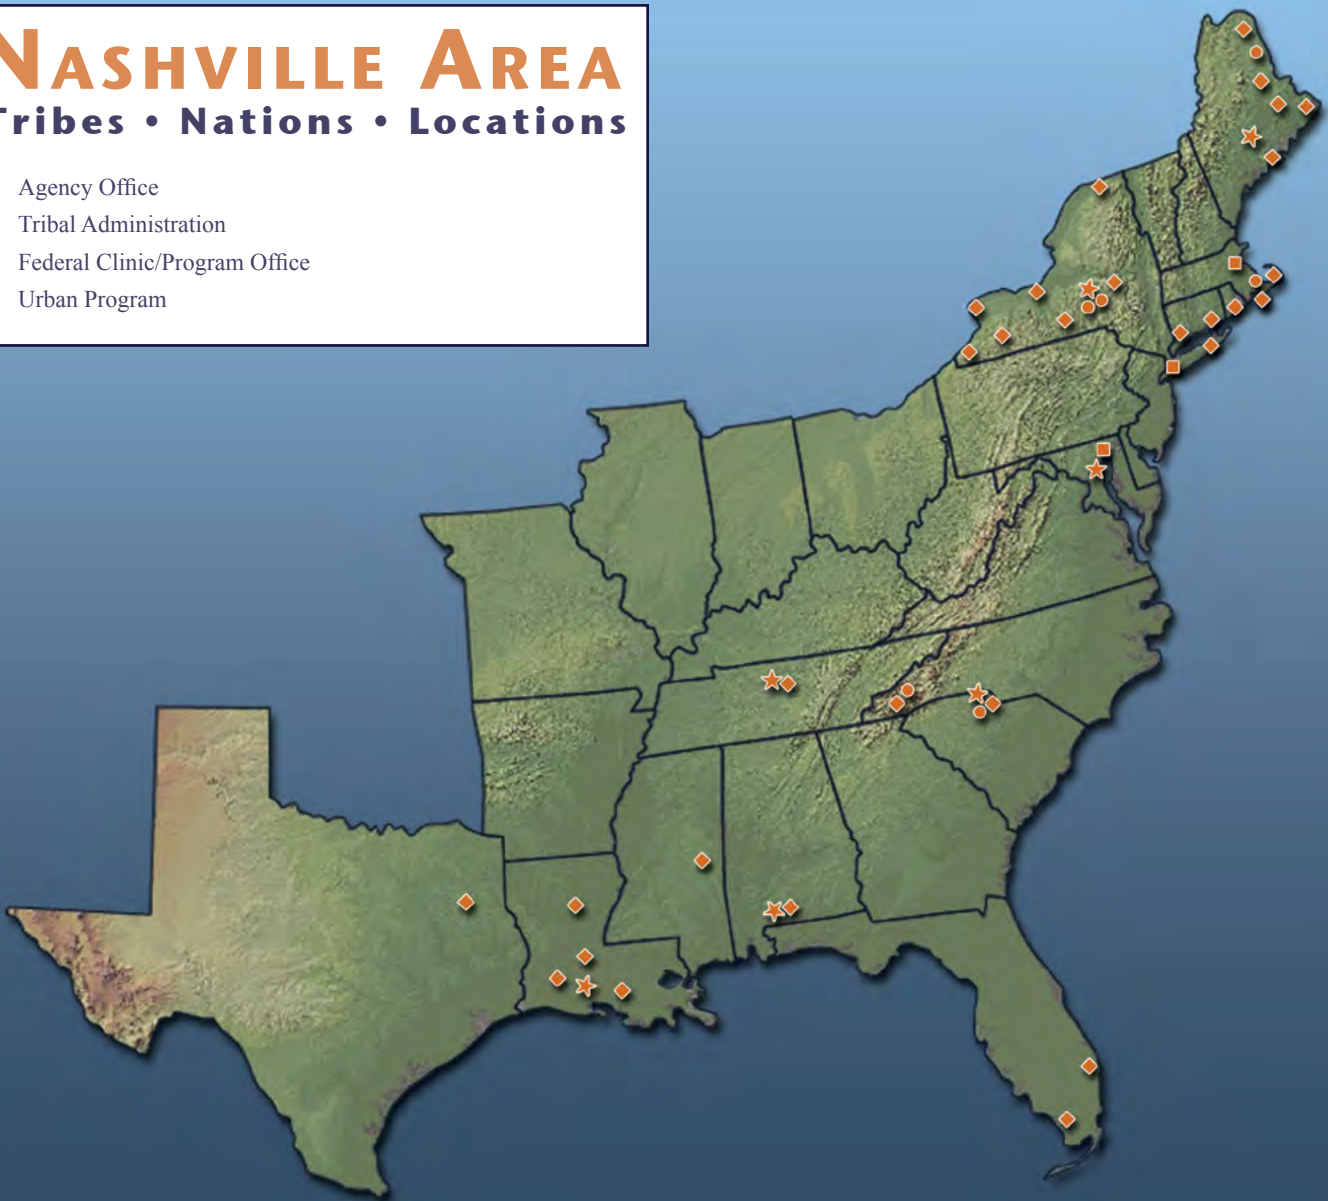 NASHVILLE AREA
Tribes • Nations • Locations
Agency Office
Tribal Administration
Federal Clinic/Program Office
Urban Program